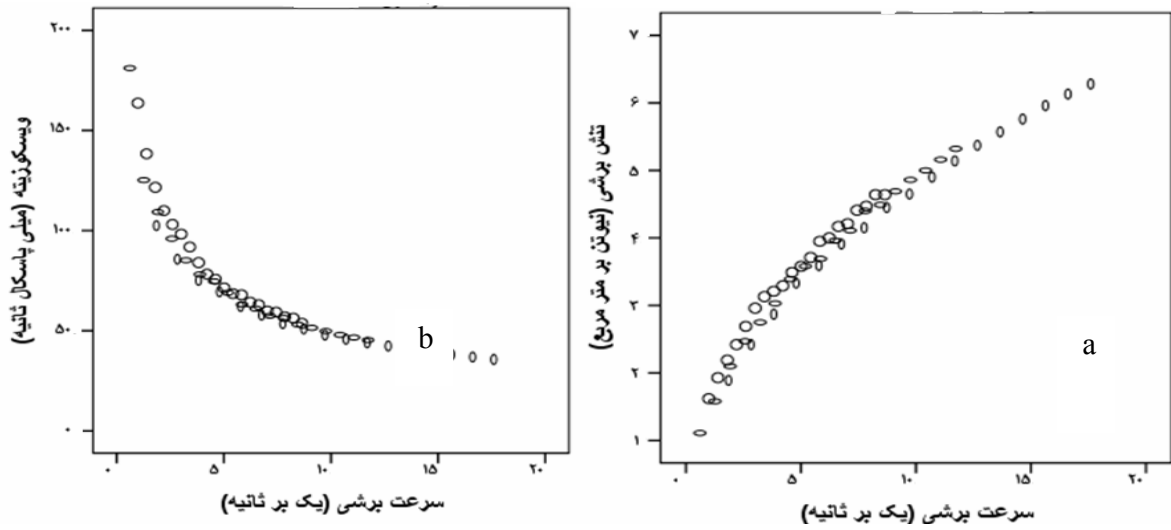 ۲۰۰
۱۵۰
۱۰۰
۵۰
۰
ویسکوزیته (میلی پاسکال ثانیه)
b
۰ ۵ ۱۰ ۱۵ ۲۰
سرعت برشی (یک بر ثانیه)
۷
۶
۵
۴
۳
۲
۱
تنش برشی (نیوتن بر متر مربع)
a
۰ ۵ ۱۰ ۱۵ ۲۰
سرعت برشی (یک بر ثانیه)